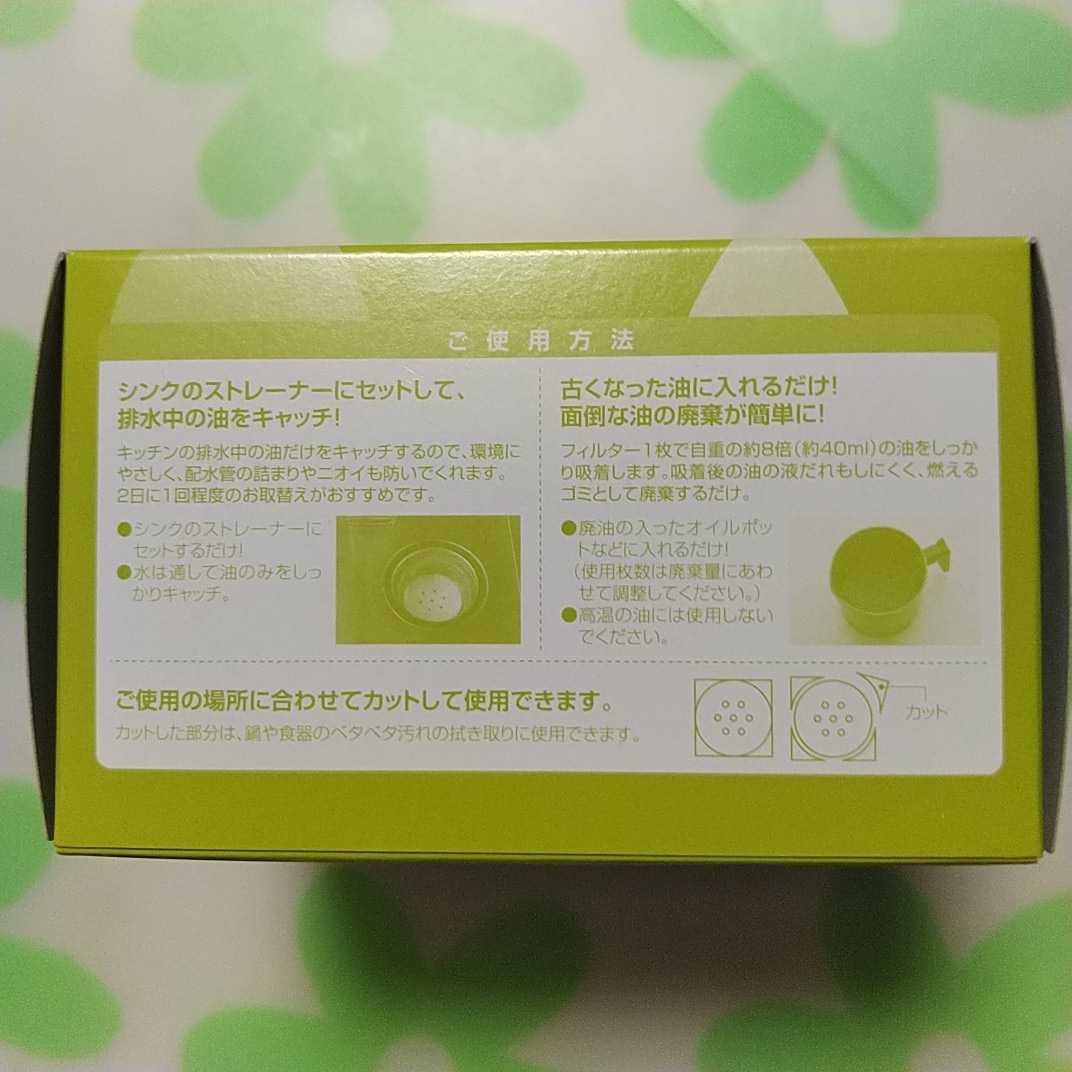 ご使用方法
シンクのストレーナーにセットして、
排水中の油をキャッチ!
キッチンの排水中の油だけをキャッチするので、環境に
やさしく、配水管の詰まりやニオイも防いでくれます。
2日に1回程度のお取替えがおすすめです。
●シンクのストレーナーに
セットするだけ!
●水は通して油のみをしっ
かりキャッチ。
古くなった油に入れるだけ!
面倒な油の廃棄が簡単に!
フィルター1枚で自重の約8倍(約40ml)の油をしっか
り吸着します。吸着後の油の液だれもしにくく、燃える
ゴミとして廃棄するだけ。
●廃油の入ったオイルポッ
トなどに入れるだけ!
(使用枚数は廃棄量にあわ
せて調整してください。)
●高温の油には使用しない
でください。
ご使用の場所に合わせてカットして使用できます。
カットした部分は、鍋や食器のベタベタ汚れの拭き取りに使用できます。
カット